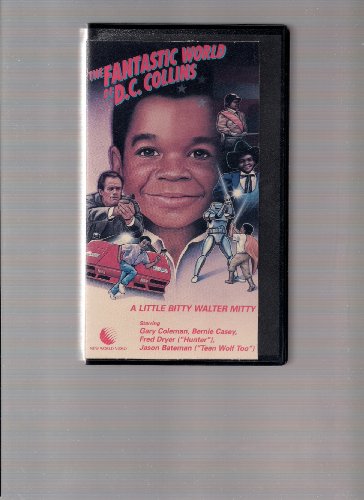 THE FANTASTIC WORLD
OF D.C. COLLINS
A LITTLE BITTY WALTER MITTY
Starring
Gary Coleman, Bernie Casey,
Fred Dryer ("Hunter"),
Jason Bateman ("Teen Wolf Too")
NEW WORLD VIDEO